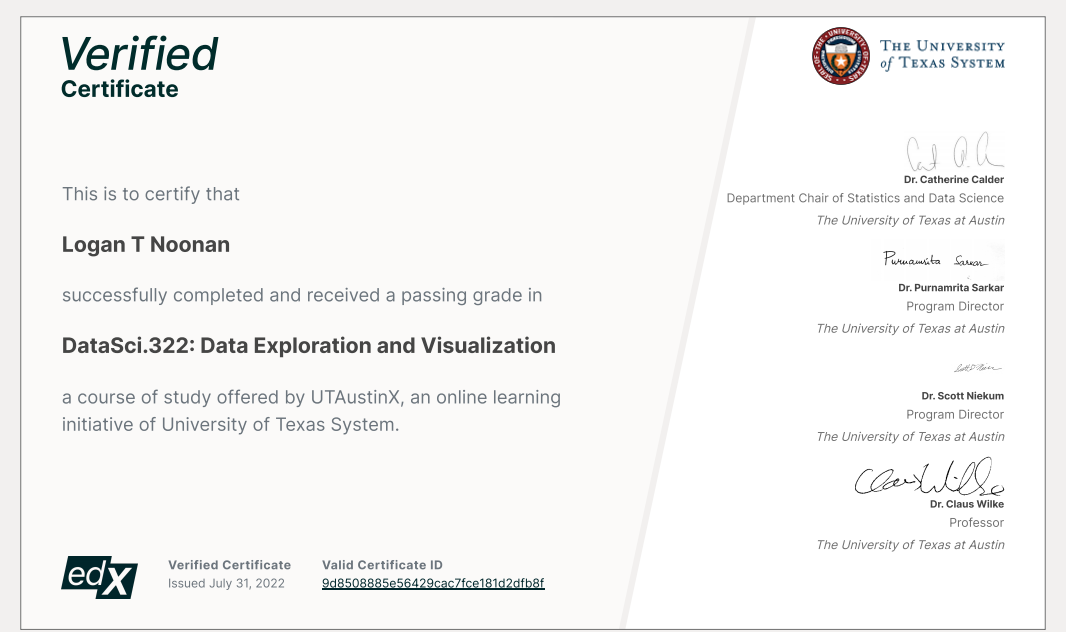 Verified
Certificate
This is to certify that
Logan T Noonan
successfully completed and received a passing grade in
DataSci.322: Data Exploration and Visualization
a course of study offered by UTAustinX, an online learning
initiative of University of Texas System.
edX
Verified Certificate
Issued July 31, 2022
Valid Certificate ID
9d8508885e56429cac7fce181d2dfb8f
THE UNIVERSITY
of TEXAS SYSTEM
Dr. Catherine Calder
Department Chair of Statistics and Data Science
The University of Texas at Austin
Purnamrita Sarkar
Dr. Purnamrita Sarkar
Program Director
The University of Texas at Austin
Dr. Scott Niekum
Program Director
The University of Texas at Austin
Claus Wilke
Dr. Claus Wilke
Professor
The University of Texas at Austin